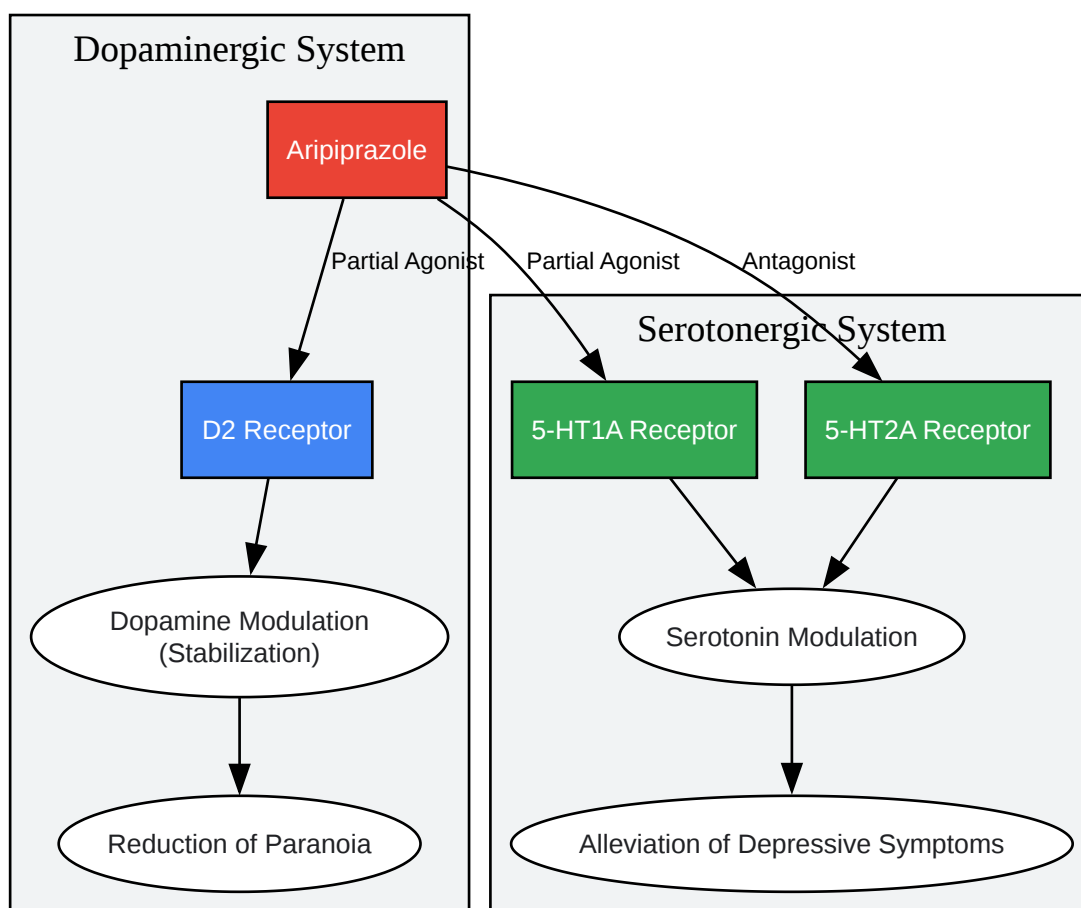 Dopaminergic System
Aripiprazole
Partial Agonist
Partial Agonist
Antagonist
Serotonergic System
D2 Receptor
5-HT1A Receptor
5-HT2A Receptor
Dopamine Modulation
(Stabilization)
Serotonin Modulation
Reduction of Paranoia
Alleviation of Depressive Symptoms